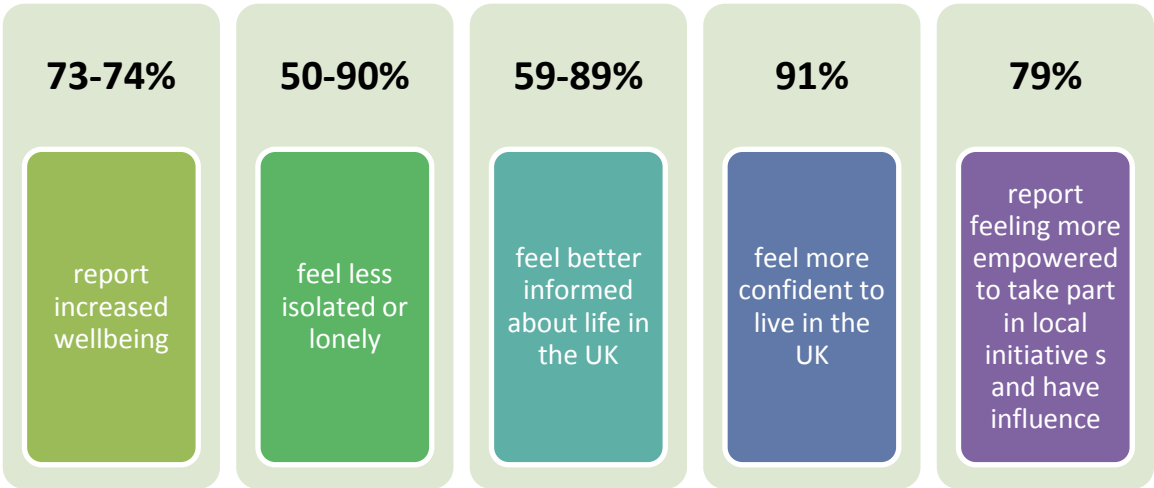 73-74%
report
increased
wellbeing
50-90%
feel less
isolated or
lonely
59-89%
feel better
informed
about life in
the UK
91%
feel more
confident to
live in the
UK
79%
report
feeling more
empowered
to take part
in local
initiative s
and have
influence